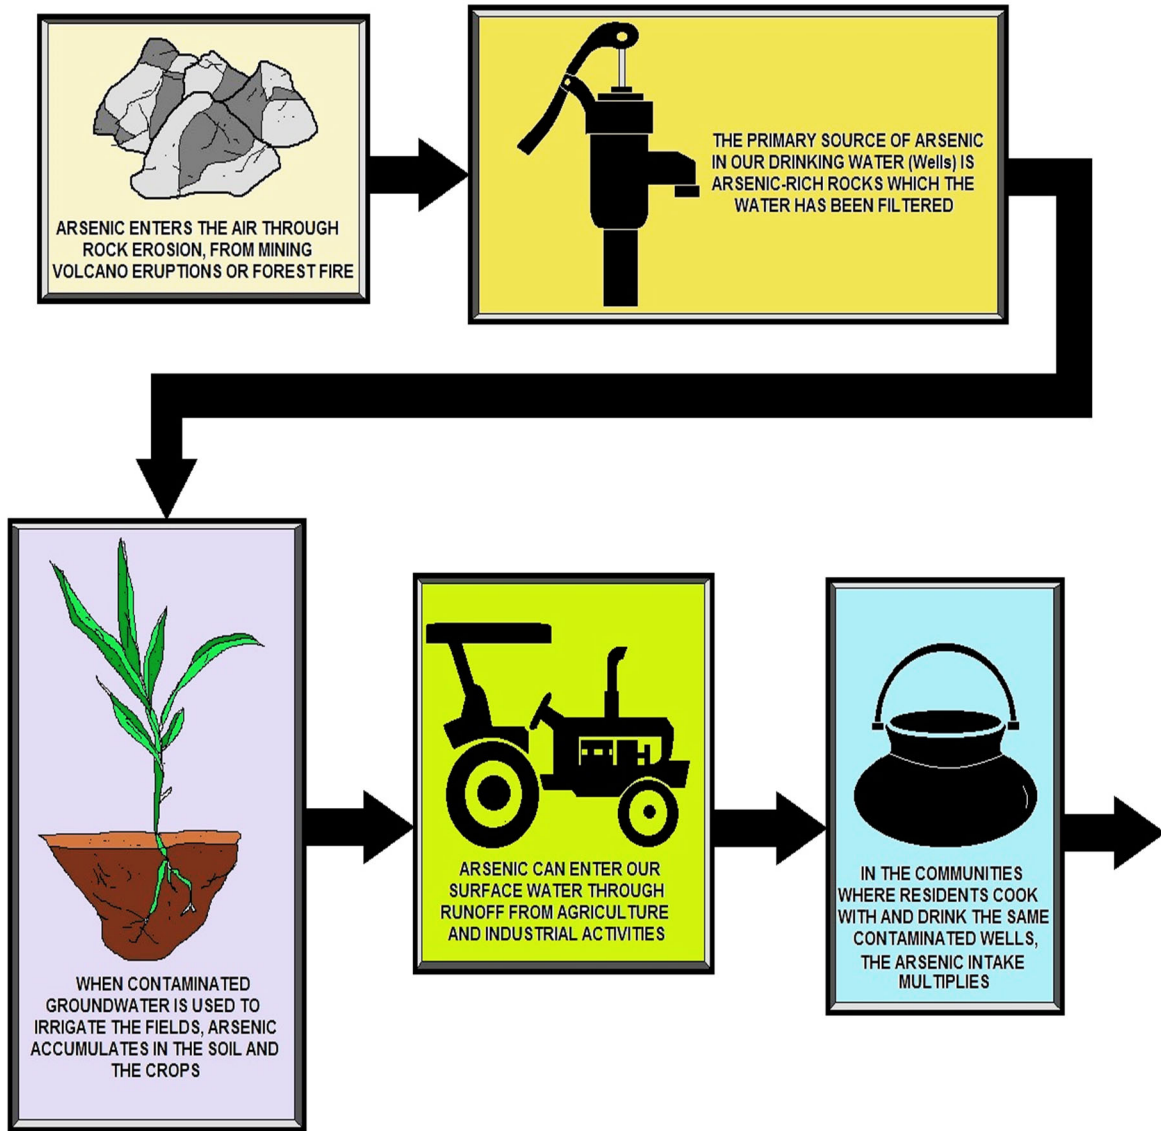 ARSENIC ENTERS THE AIR THROUGH
ROCK EROSION, FROM MINING
VOLCANO ERUPTIONS OR FOREST FIRE
THE PRIMARY SOURCE OF ARSENIC
IN OUR DRINKING WATER (Wells) IS
ARSENIC-RICH ROCKS WHICH THE
WATER HAS BEEN FILTERED
WHEN CONTAMINATED
GROUNDWATER IS USED TO
IRRIGATE THE FIELDS, ARSENIC
ACCUMULATES IN THE SOIL AND
THE CROPS
ARSENIC CAN ENTER OUR
SURFACE WATER THROUGH
RUNOFF FROM AGRICULTURE
AND INDUSTRIAL ACTIVITIES
IN THE COMMUNITIES
WHERE RESIDENTS COOK
WITH AND DRINK THE SAME
CONTAMINATED WELLS,
THE ARSENIC INTAKE
MULTIPLIES